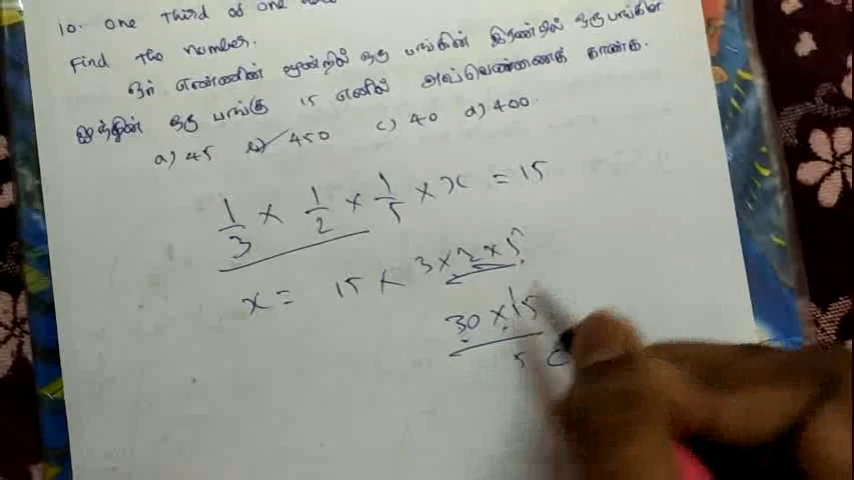 10. One Third of one
Find The number.
ஓர் எண்ணின் மூன்றில் ஒரு பங்கின் இரண்டில் ஒருபங்கின்
ஐந்தின் ஒரு பங்கு 15 எனில் அவ்வெண்ணைக் காண்க.
a) 45 b) 450 c) 40 d) 400.
1/3 × 1/2 × 1/5 × x = 15
x = 15 × 3 × 2 × 5
30 × 15
50